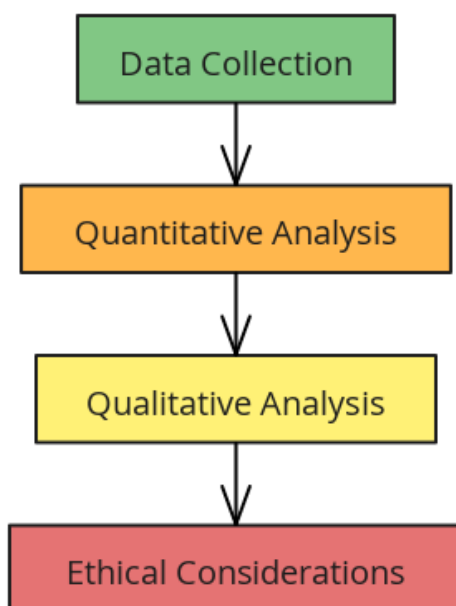 Data Collection
Quantitative Analysis
Qualitative Analysis
Ethical Considerations